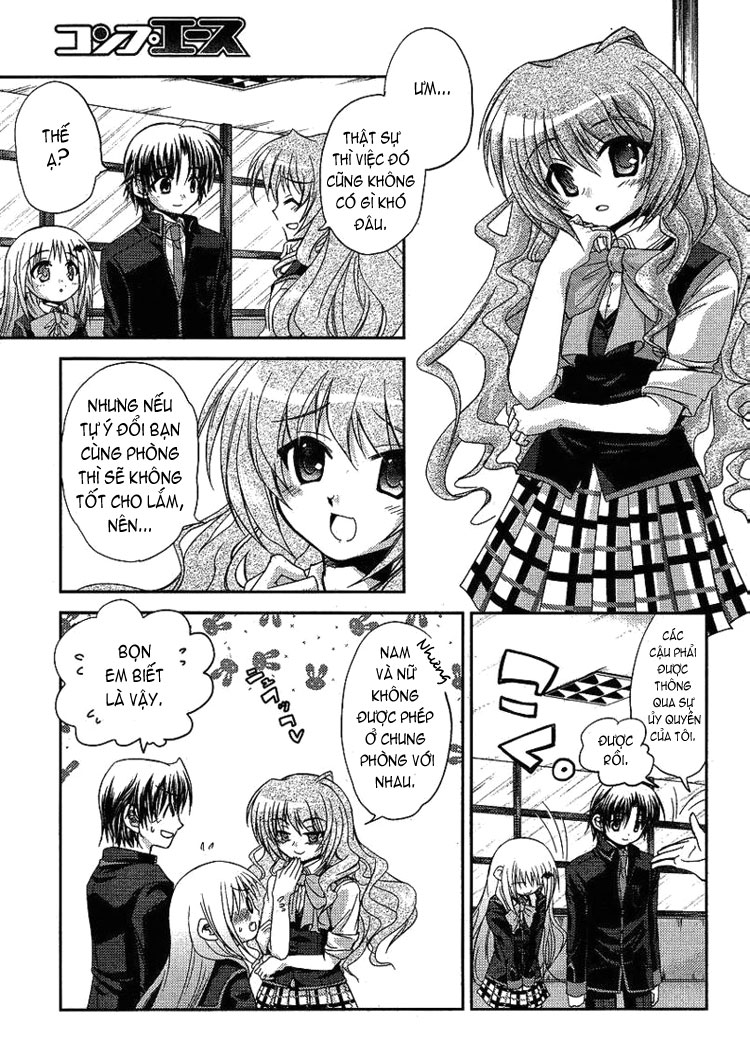 コンプエース
ƯM...
THẬT SỰ
THÌ VIỆC ĐÓ
CŨNG KHÔNG
CÓ GÌ KHÓ
ĐÂU.
THẾ
Ạ?
NHƯNG NẾU
TỰ Ý ĐỔI BẠN
CÙNG PHÒNG
THÌ SẼ KHÔNG
TỐT CHO LẮM,
NÊN...
CÁC
CẬU PHẢI
ĐƯỢC
THÔNG
QUA SỰ
ỦY QUYỀN
CỦA TÔI.
ĐƯỢC
RỒI.
こく。
Nhưng
NAM VÀ NỮ
KHÔNG
ĐƯỢC PHÉP
Ở CHUNG
PHÒNG VỚI
NHAU.
BỌN
EM BIẾT
LÀ VẬY.